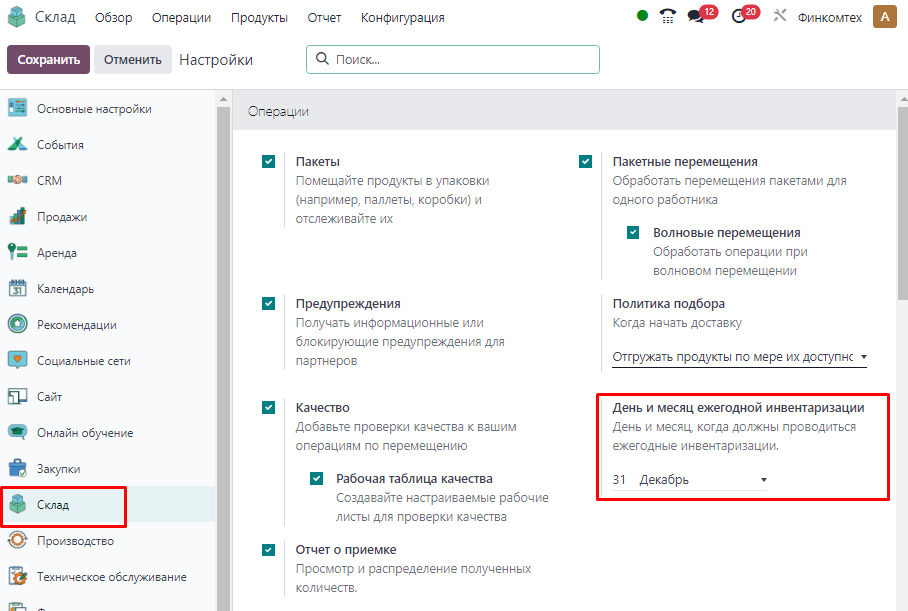 Склад Обзор Операции Продукты Отчет Конфигурация 12 20 Финкомтех A
Сохранить Отменить Настройки Поиск...
Основные настройки
События
CRM
Продажи
Аренда
Календарь
Рекомендации
Социальные сети
Сайт
Онлайн обучение
Закупки
Склад
Производство
Техническое обслуживание
Операции
Пакеты
Помещайте продукты в упаковки
(например, паллеты, коробки) и
отслеживайте их
Пакетные перемещения
Обработать перемещения пакетами для
одного работника
Волновые перемещения
Обработать операции при
волновом перемещении
Предупреждения
Получать информационные или
блокирующие предупреждения для
партнеров
Политика подбора
Когда начать доставку
Отгружать продукты по мере их доступнс
Качество
Добавьте проверки качества к вашим
операциям по перемещению
Рабочая таблица качества
Создавайте настраиваемые рабочие
листы для проверки качества
День и месяц ежегодной инвентаризации
День и месяц, когда должны проводиться
ежегодные инвентаризации.
31 Декабрь
Отчет о приемке
Просмотр и распределение полученных
количеств.